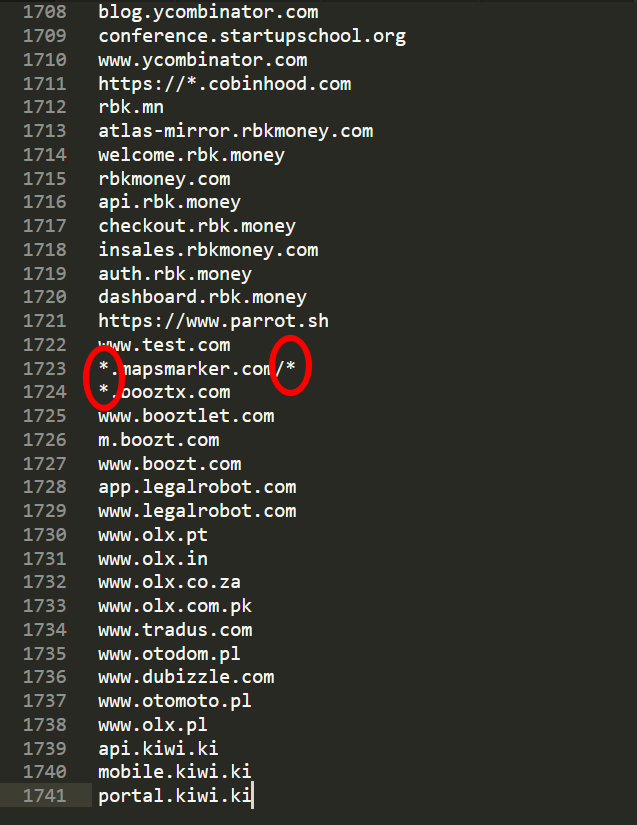 1708 blog.ycombinator.com
1709 conference.startupschool.org
1710 www.ycombinator.com
1711 https://*.cobinhood.com
1712 rbk.mn
1713 atlas-mirror.rbkmoney.com
1714 welcome.rbk.money
1715 rbkmoney.com
1716 api.rbk.money
1717 checkout.rbk.money
1718 insales.rbkmoney.com
1719 auth.rbk.money
1720 dashboard.rbk.money
1721 https://www.parrot.sh
1722 www.test.com
1723 *.mapsmarker.com/*
1724 *.booztx.com
1725 www.booztlet.com
1726 m.boozt.com
1727 www.boozt.com
1728 app.legalrobot.com
1729 www.legalrobot.com
1730 www.olx.pt
1731 www.olx.in
1732 www.olx.co.za
1733 www.olx.com.pk
1734 www.tradus.com
1735 www.otodom.pl
1736 www.dubizzle.com
1737 www.otomoto.pl
1738 www.olx.pl
1739 api.kiwi.ki
1740 mobile.kiwi.ki
1741 portal.kiwi.ki